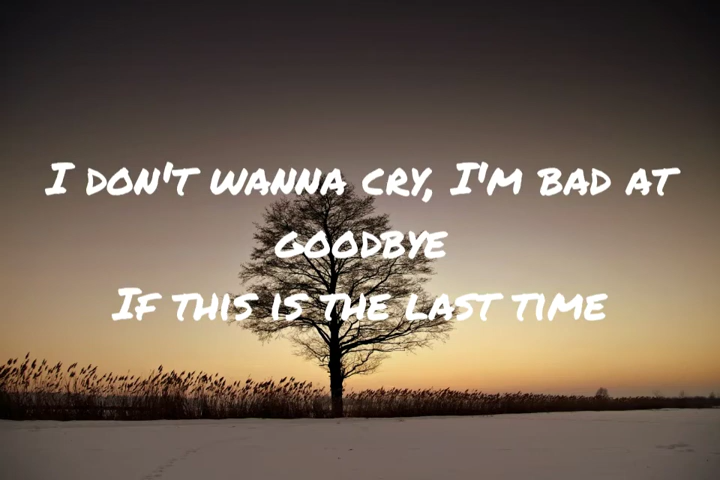 I don't wanna cry, I'm bad at
goodbye
If this is the last time